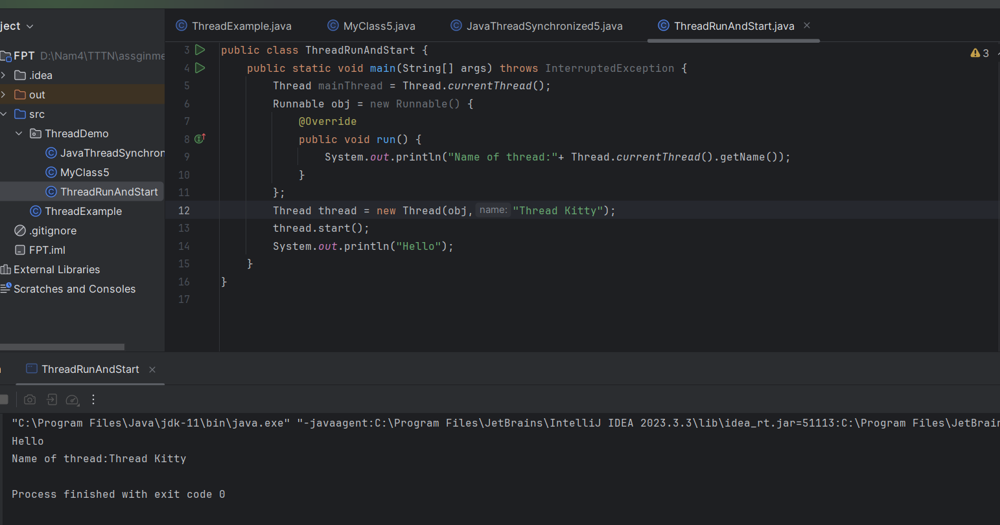 ject
ThreadExample.java
MyClass5.java
JavaThreadSynchronized5.java
ThreadRunAndStart.java
FPT D:\Nam4\TTTN\assginme
.idea
out
src
ThreadDemo
JavaThreadSynchron
MyClass5
ThreadRunAndStart
ThreadExample
.gitignore
FPT.iml
External Libraries
Scratches and Consoles
3 public class ThreadRunAndStart {
3
4 public static void main(String[] args) throws InterruptedException {
5 Thread mainThread = Thread.currentThread();
6 Runnable obj = new Runnable() {
7 @Override
8 public void run() {
9 System.out.println("Name of thread:"+ Thread.currentThread().getName());
10 }
11 };
12 Thread thread = new Thread(obj, name: "Thread Kitty");
13 thread.start();
14 System.out.println("Hello");
15 }
16 }
17
ThreadRunAndStart
"C:\Program Files\Java\jdk-11\bin\java.exe" "-javaagent:C:\Program Files\JetBrains\IntelliJ IDEA 2023.3.3\lib\idea_rt.jar=51113:C:\Program Files\JetBrain
Hello
Name of thread:Thread Kitty
Process finished with exit code 0